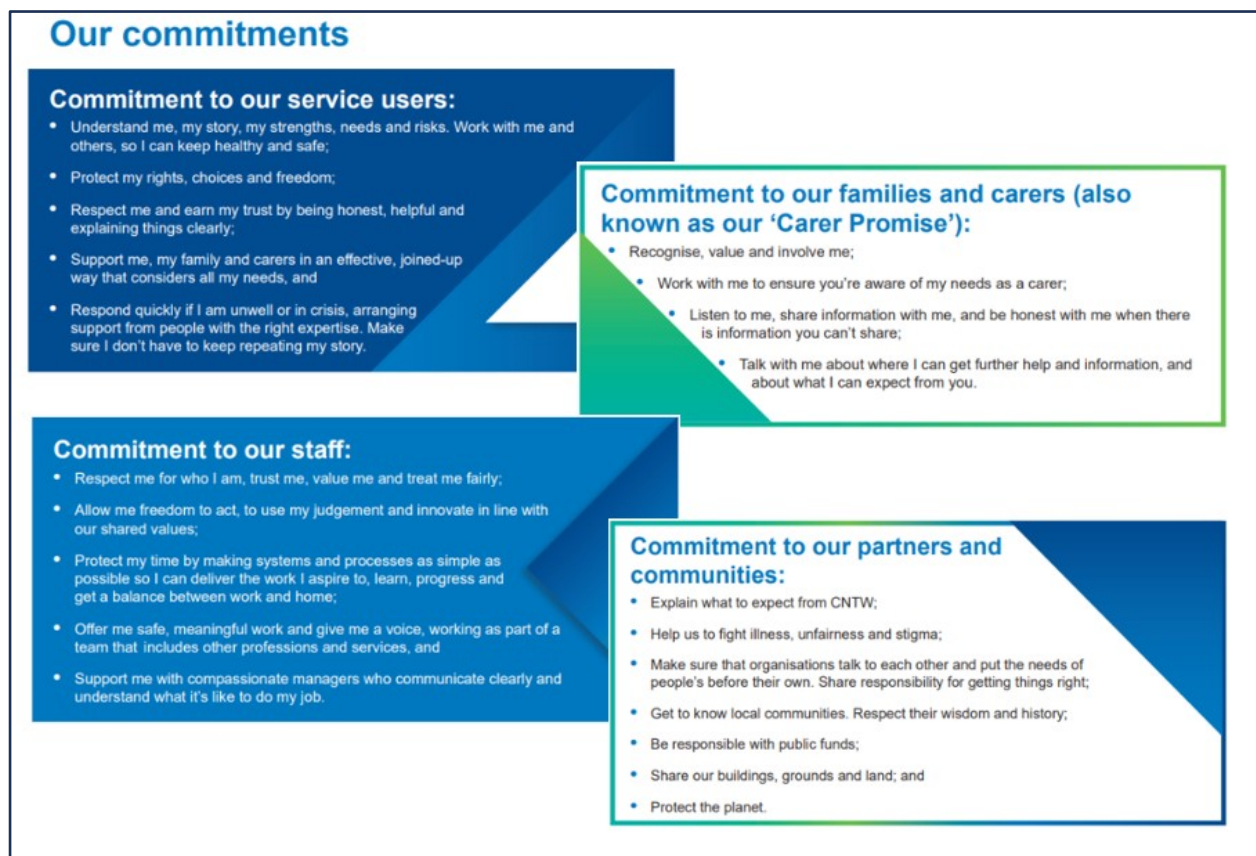 Our commitments
Commitment to our service users:
• Understand me, my story, my strengths, needs and risks. Work with me and
others, so I can keep healthy and safe;
• Protect my rights, choices and freedom;
• Respect me and earn my trust by being honest, helpful and
explaining things clearly;
• Support me, my family and carers in an effective, joined-up
way that considers all my needs, and
• Respond quickly if I am unwell or in crisis, arranging
support from people with the right expertise. Make
sure I don't have to keep repeating my story.
Commitment to our families and carers (also
known as our ‘Carer Promise’):
• Recognise, value and involve me;
• Work with me to ensure you're aware of my needs as a carer;
• Listen to me, share information with me, and be honest with me when there
is information you can't share;
• Talk with me about where I can get further help and information, and
about what I can expect from you.
Commitment to our staff:
• Respect me for who I am, trust me, value me and treat me fairly;
• Allow me freedom to act, to use my judgement and innovate in line with
our shared values;
• Protect my time by making systems and processes as simple as
possible so I can deliver the work I aspire to, learn, progress and
get a balance between work and home;
• Offer me safe, meaningful work and give me a voice, working as part of a
team that includes other professions and services, and
• Support me with compassionate managers who communicate clearly and
understand what it's like to do my job.
Commitment to our partners and
communities:
• Explain what to expect from CNTW;
• Help us to fight illness, unfairness and stigma;
• Make sure that organisations talk to each other and put the needs of
people's before their own. Share responsibility for getting things right;
• Get to know local communities. Respect their wisdom and history;
• Be responsible with public funds;
• Share our buildings, grounds and land; and
• Protect the planet.